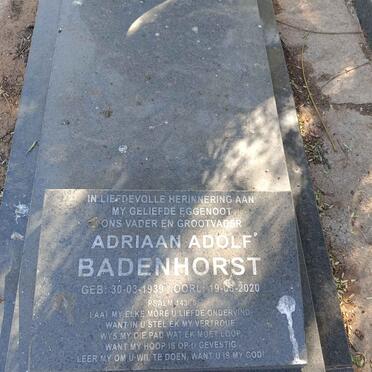 IN LIEFDEVOLLE HERINNERING AAN
MY GELIEFDE EGGENOOT
ONS VADER EN GROOTVADER
ADRIAAN ADOLF
BADENHORST
GEB: 30-03-1939 OORL: 19-05-2020
PSALM 143:8
LAAT MY ELKE MÔRE U LIEFDE ONDERVIND,
WANT IN U STEL EK MY VERTROUE.
WYS MY DIE PAD WAT EK MOET LOOP,
WANT MY HOOP IS OP U GEVESTIG.
LEER MY OM U WIL TE DOEN, WANT U IS MY GOD!